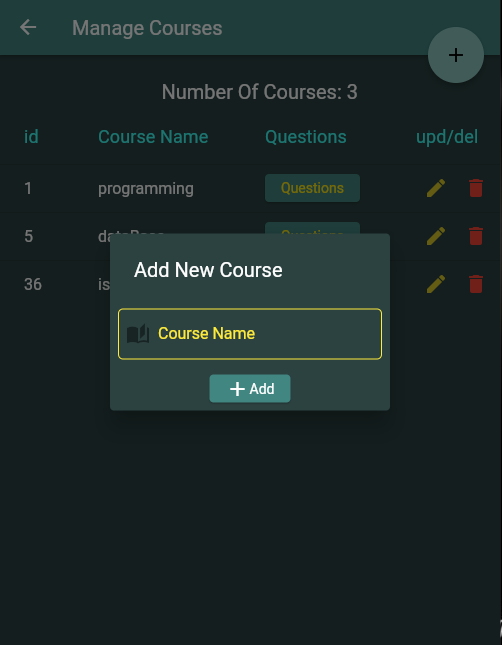 Manage Courses
Number Of Courses: 3
id Course Name Questions upd/del
1 programming Questions
5 dataBase Questions
36 is
Add New Course
Course Name
Add